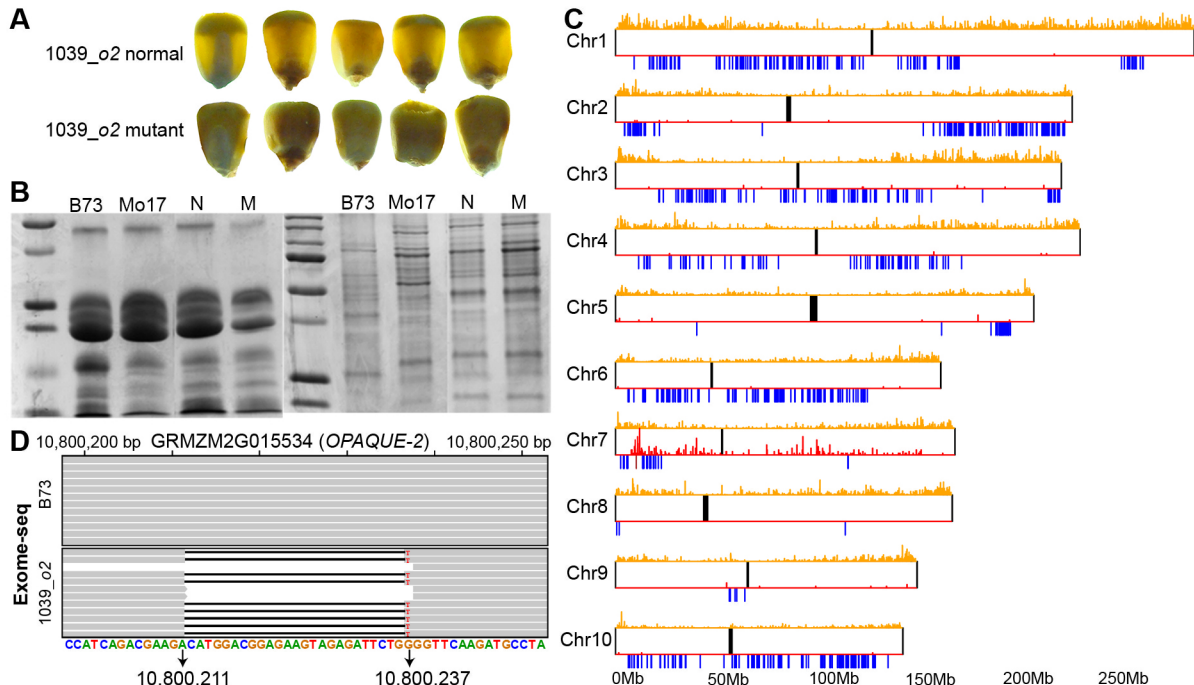 A
1039_o2 normal
1039_o2 mutant
B
B73 Mo17 N M B73 Mo17 N M
C
Chr1
Chr2
Chr3
Chr4
Chr5
Chr6
Chr7
Chr8
Chr9
Chr10
0Mb 50Mb 100Mb 150Mb 200Mb 250Mb
D
10,800,200 bp GRMZM2G015534 (OPAQUE-2) 10,800,250 bp
Exome-seq
B73
1039_o2
T
T
T
T
T
T
T
T
T
CCATCAGACGAAGACATGGACGGAGAAGTAGAGATTCTGGGGTTCAAGATGCCTA
10,800,211 10,800,237